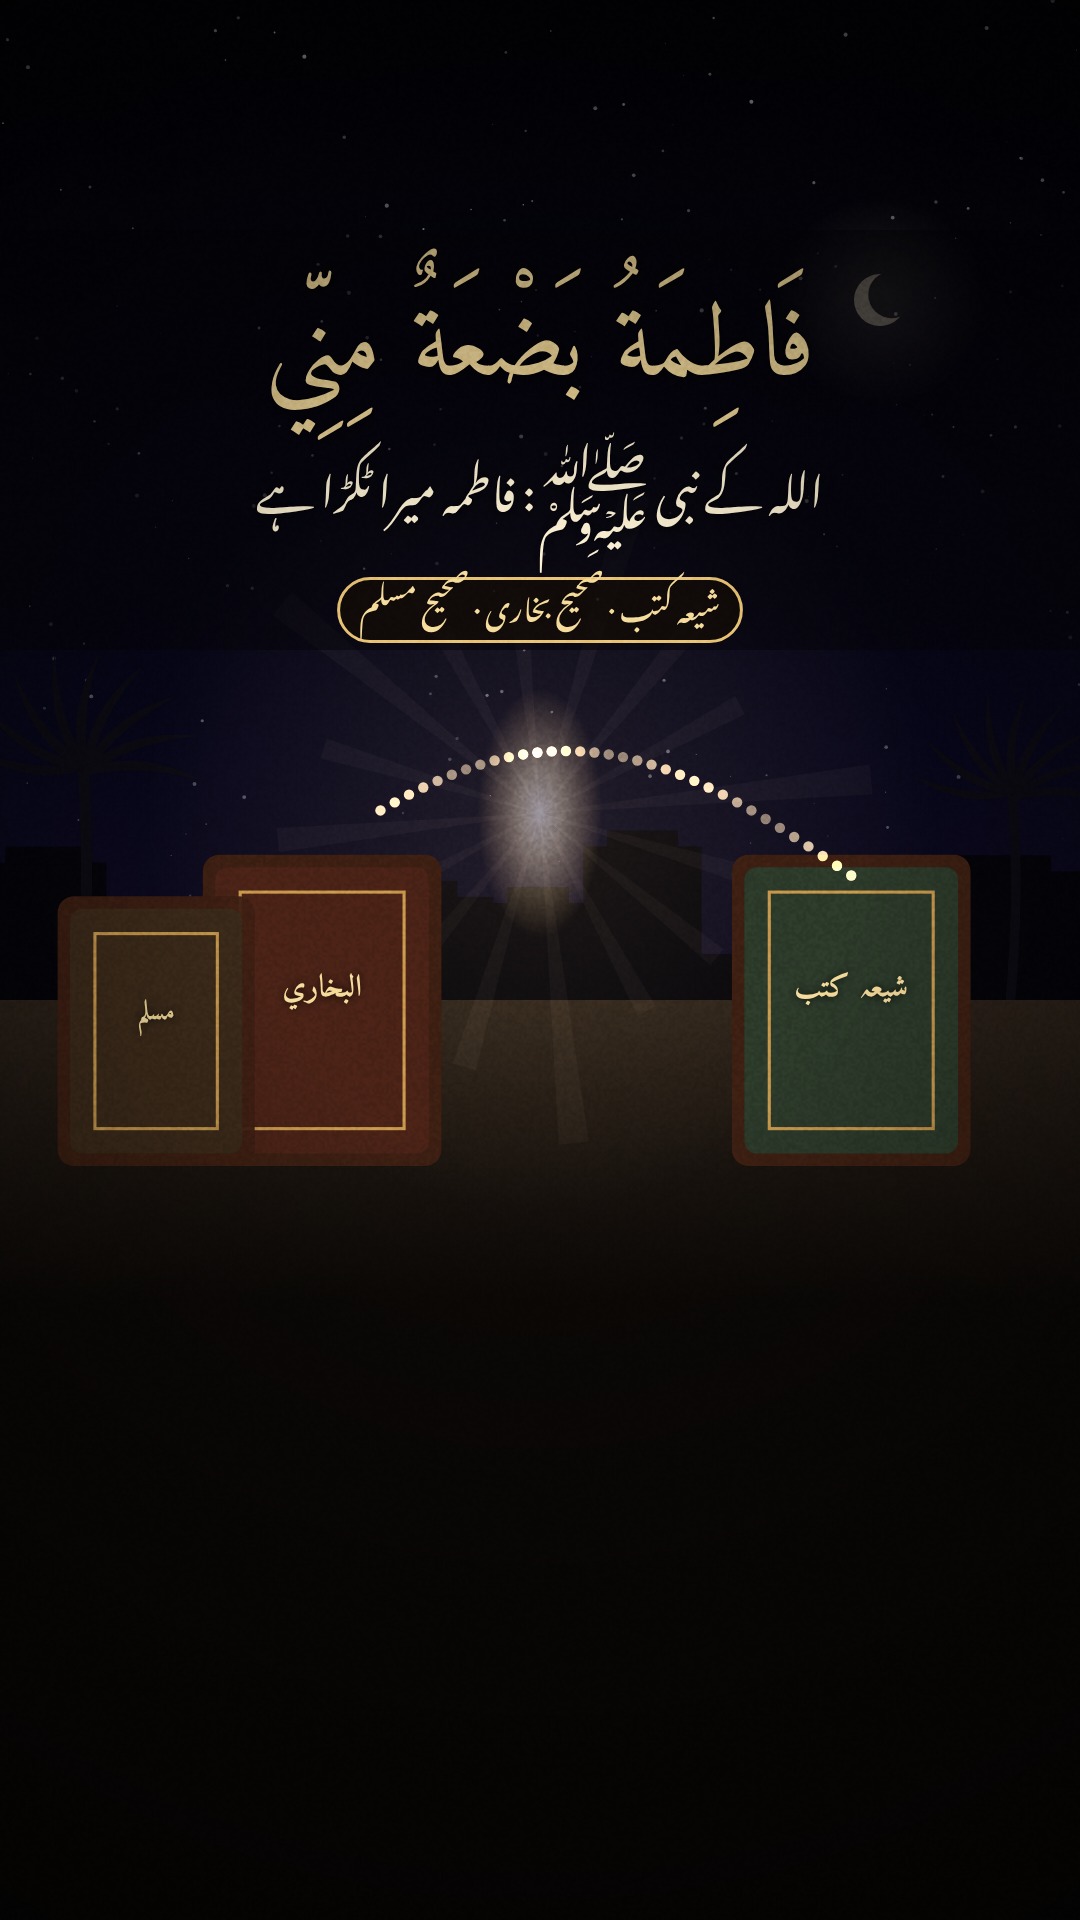 فَاطِمَةُ بَضْعَةٌ مِنِّي
اللہ کے نبی ﷺ: فاطمہ میرا ٹکڑا ہے
شیعہ کتب · صحیح بخاری · صحیح مسلم
شیعہ کتب
البخاري
مسلم